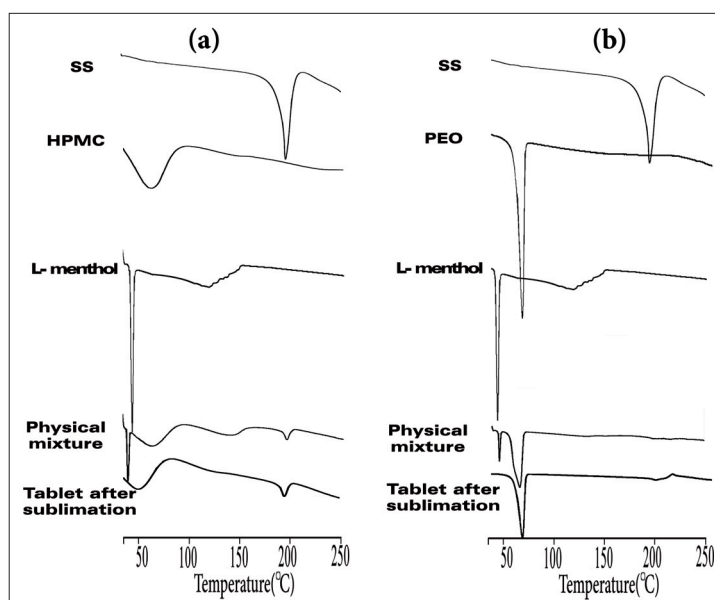 (a)
SS
HPMC
L- menthol
Physical
mixture
Tablet after
sublimation
50 100 150 200 250
Temperature(°C)
(b)
SS
PEO
L- menthol
Physical
mixture
Tablet after
sublimation
50 100 150 200 250
Temperature(°C)